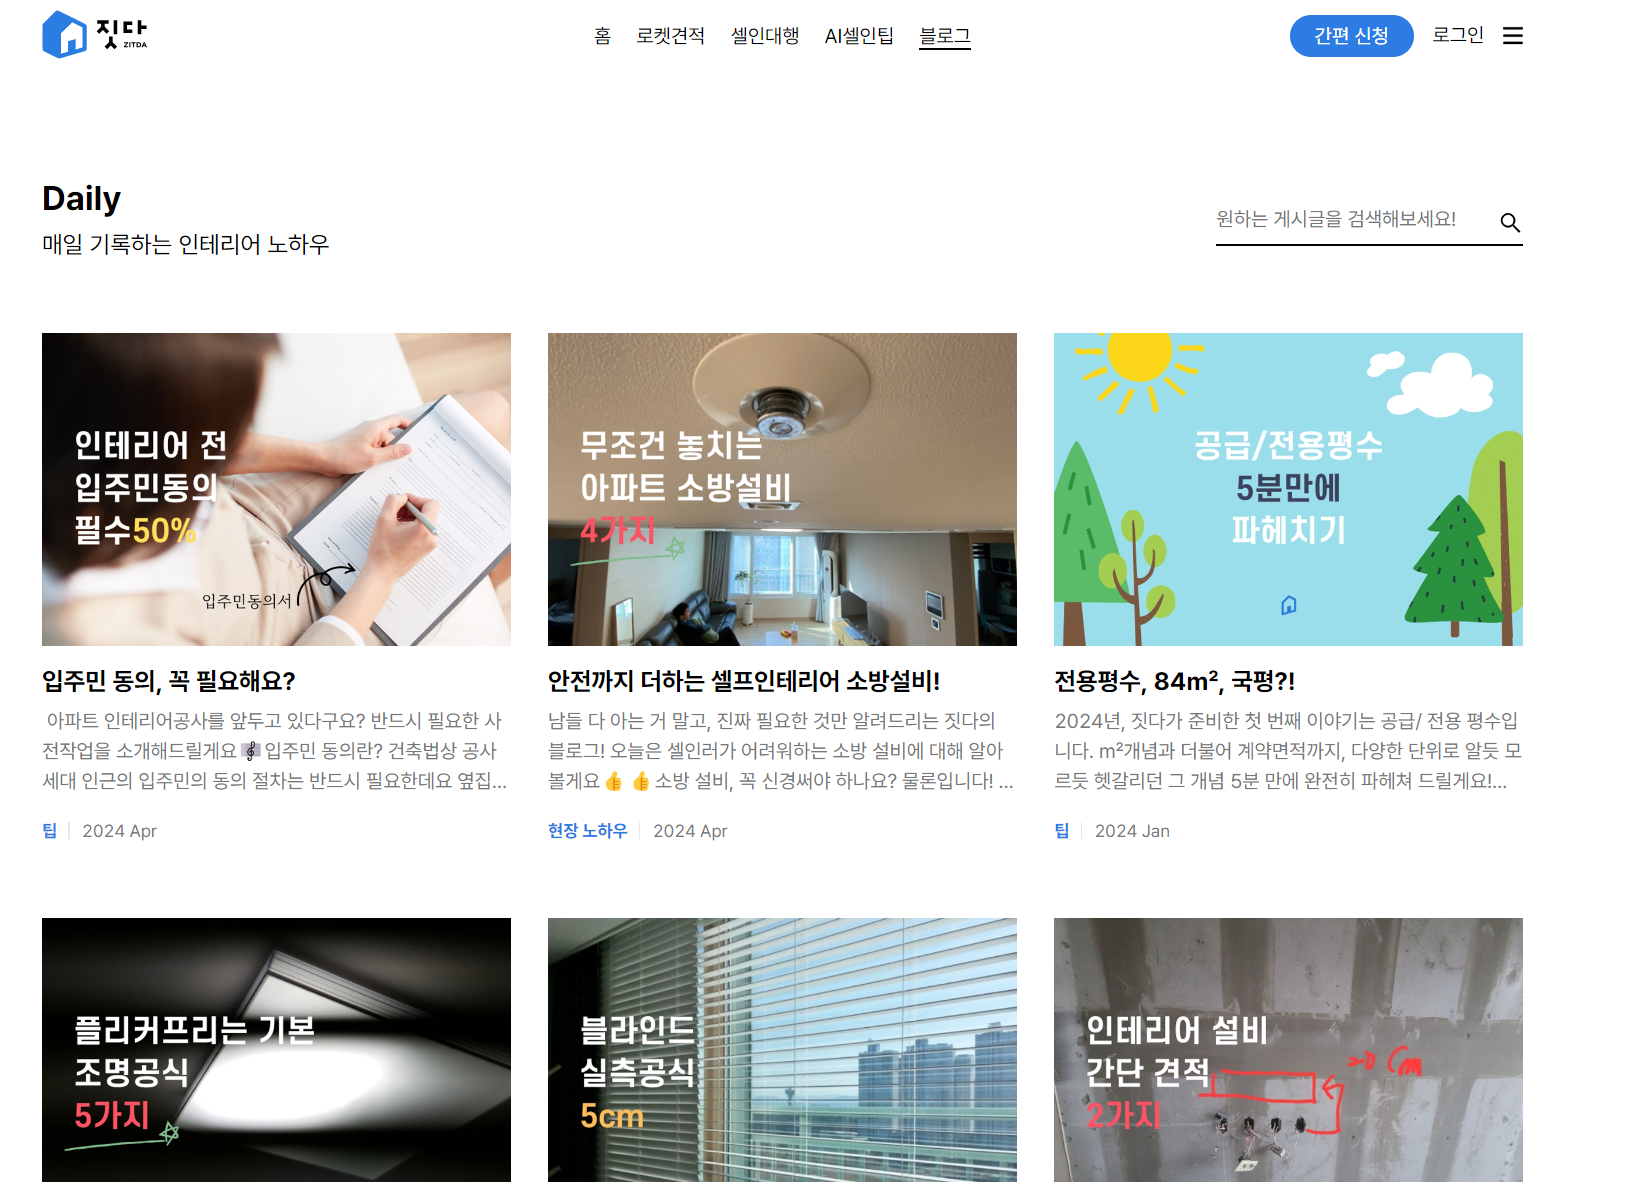 짓다
ZITDA
홈 로켓견적 셀인대행 AI셀인팁 블로그
간편 신청 로그인
Daily
매일 기록하는 인테리어 노하우
원하는 게시글을 검색해보세요!
인테리어 전
입주민동의
필수50%
입주민동의서
무조건 놓치는
아파트 소방설비
4가지
공급/전용평수
5분만에
파헤치기
입주민 동의, 꼭 필요해요?
아파트 인테리어공사를 앞두고 있다구요? 반드시 필요한 사
전작업을 소개해드릴게요🎼입주민 동의란? 건축법상 공사
세대 인근의 입주민의 동의 절차는 반드시 필요한데요 옆집...
팁 | 2024 Apr
안전까지 더하는 셀프인테리어 소방설비!
남들 다 아는 거 말고, 진짜 필요한 것만 알려드리는 짓다의
블로그! 오늘은 셀인러가 어려워하는 소방 설비에 대해 알아
볼게요👍 👍소방 설비, 꼭 신경써야 하나요? 물론입니다! ...
현장 노하우 | 2024 Apr
전용평수, 84m², 국평?!
2024년, 짓다가 준비한 첫 번째 이야기는 공급/ 전용 평수입
니다. m²개념과 더불어 계약면적까지, 다양한 단위로 알듯 모
르듯 헷갈리던 그 개념 5분 만에 완전히 파헤쳐 드릴게요!...
팁 | 2024 Jan
플리커프리는 기본
조명공식
5가지
블라인드
실측공식
5cm
인테리어 설비
간단 견적
2가지
20 Cm